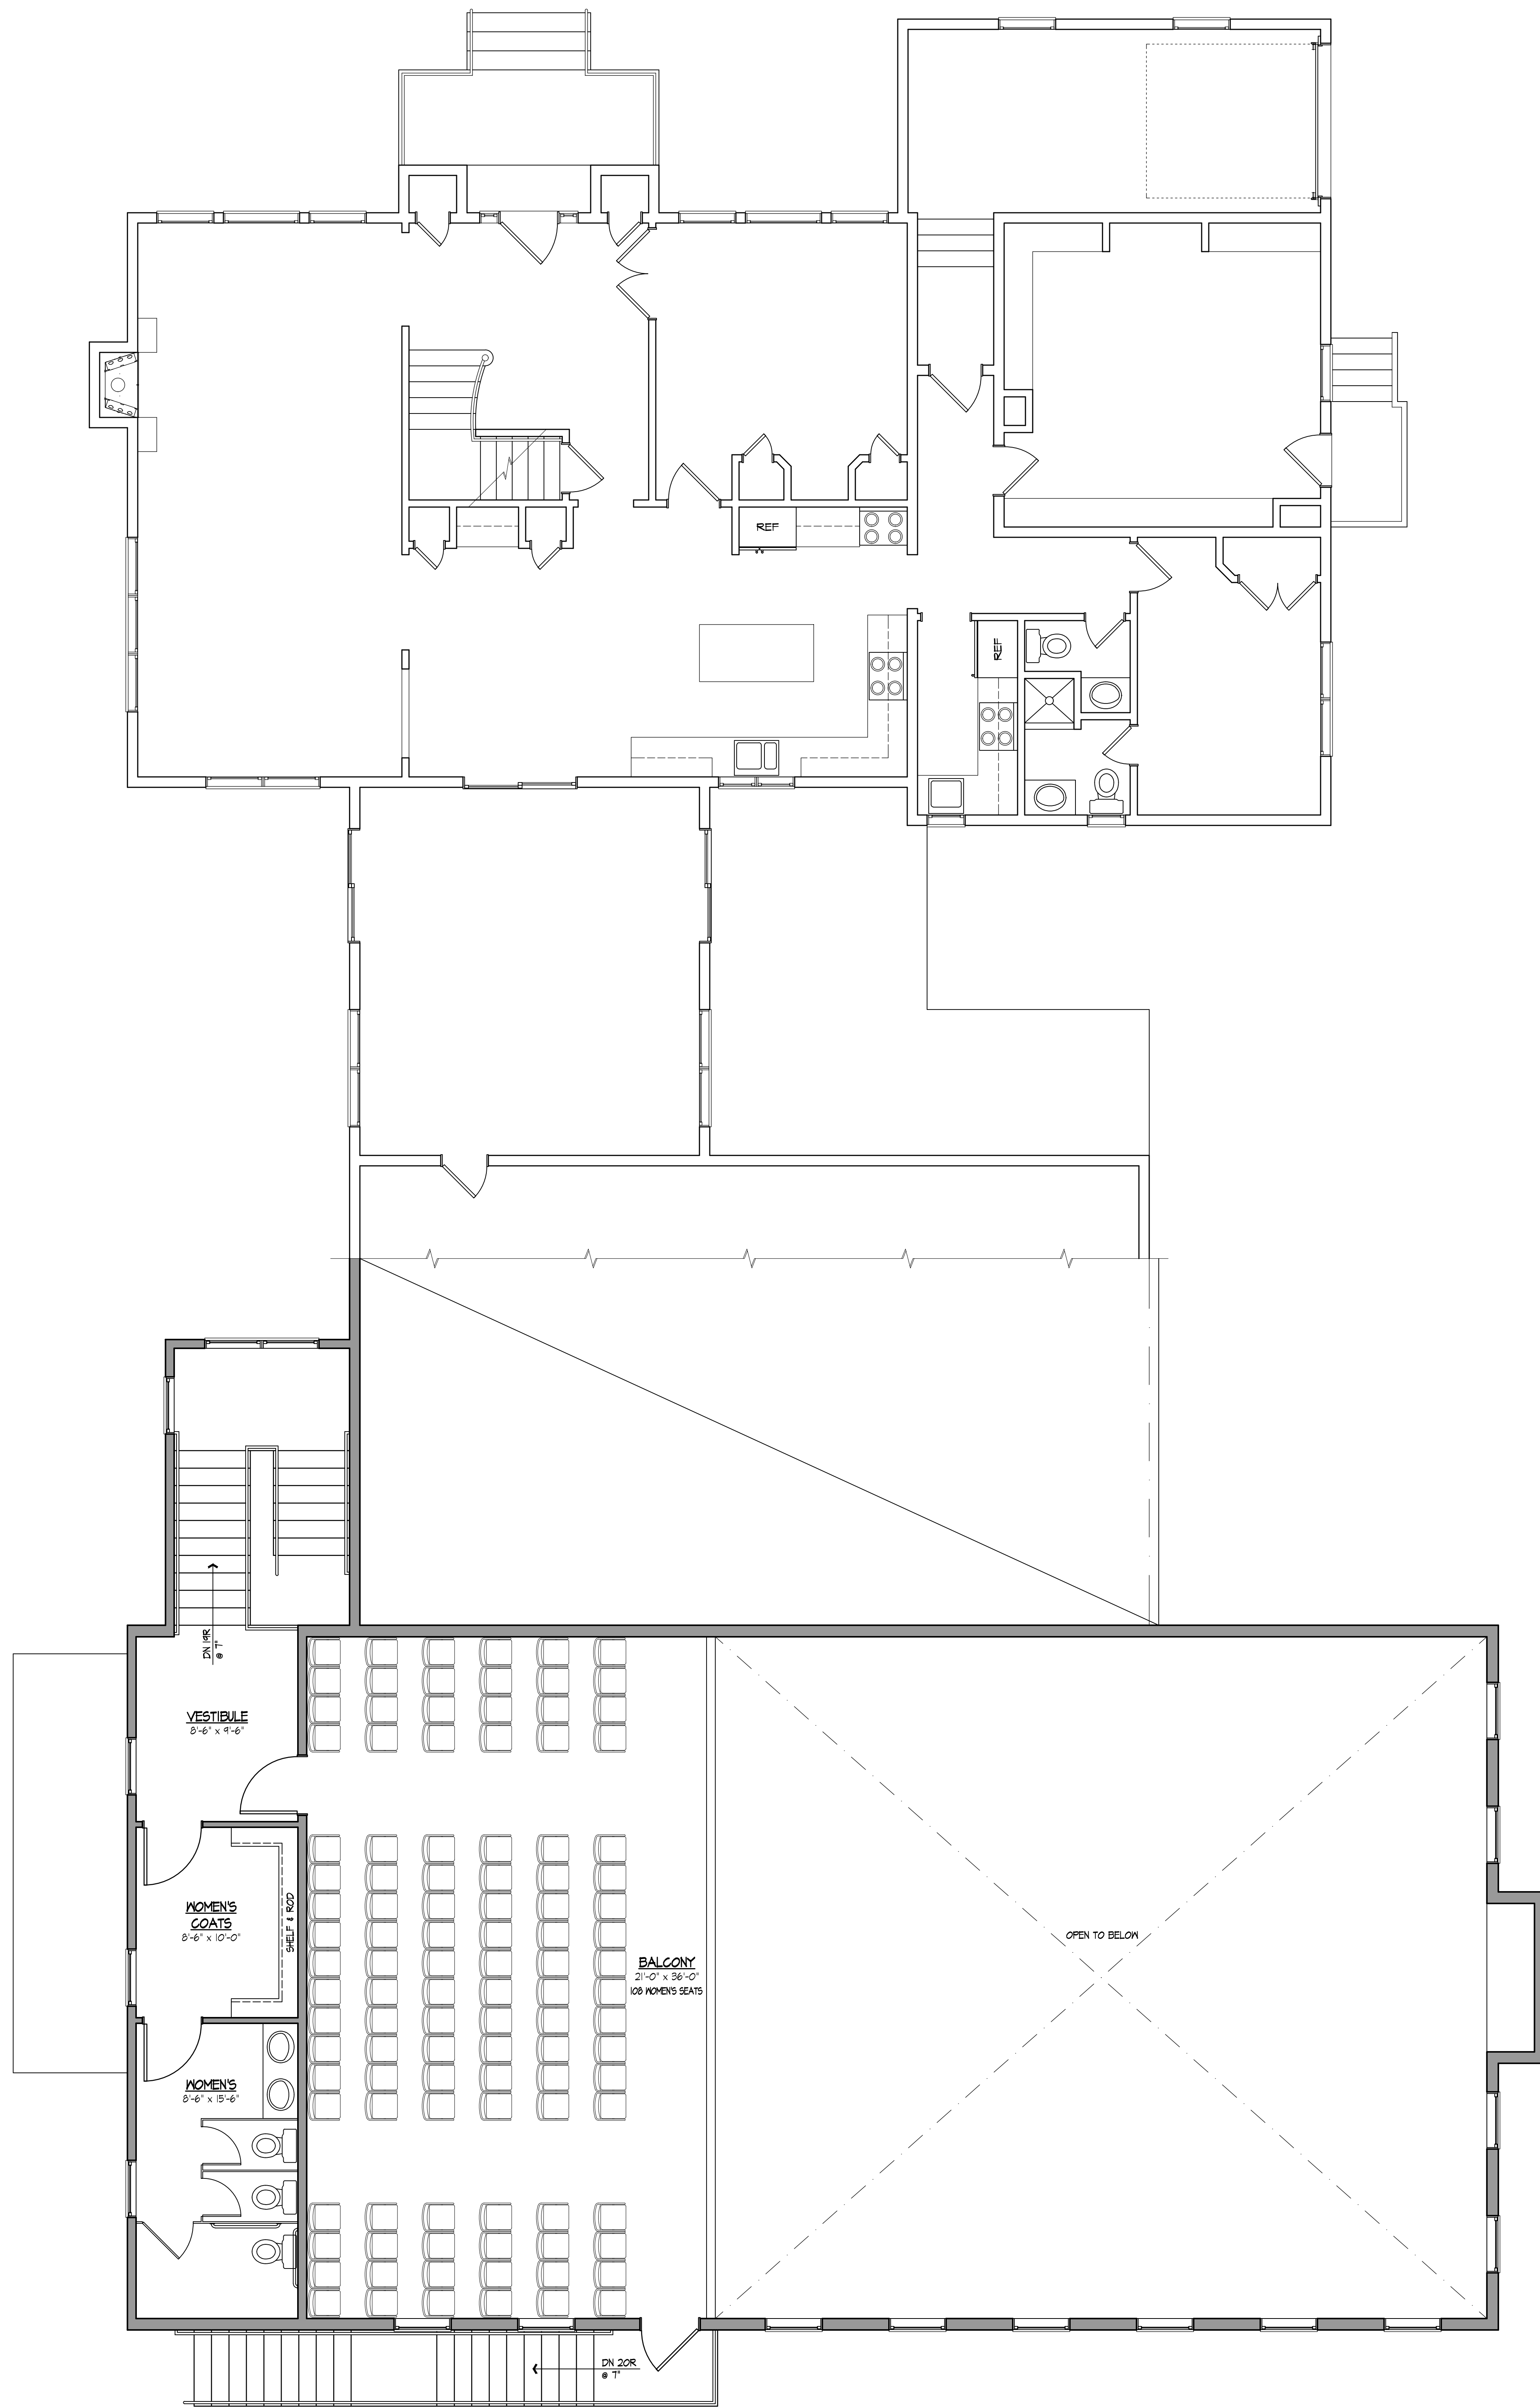 REF
REF
DN 19R
@ 7"
VESTIBULE
8'-6" x 9'-6"
WOMEN'S
COATS
8'-6" x 10'-0"
SHELF & ROD
OPEN TO BELOW
BALCONY
21'-0" x 36'-0"
108 WOMEN'S SEATS
WOMEN'S
8'-6" x 15'-6"
DN 20R
@ 7"